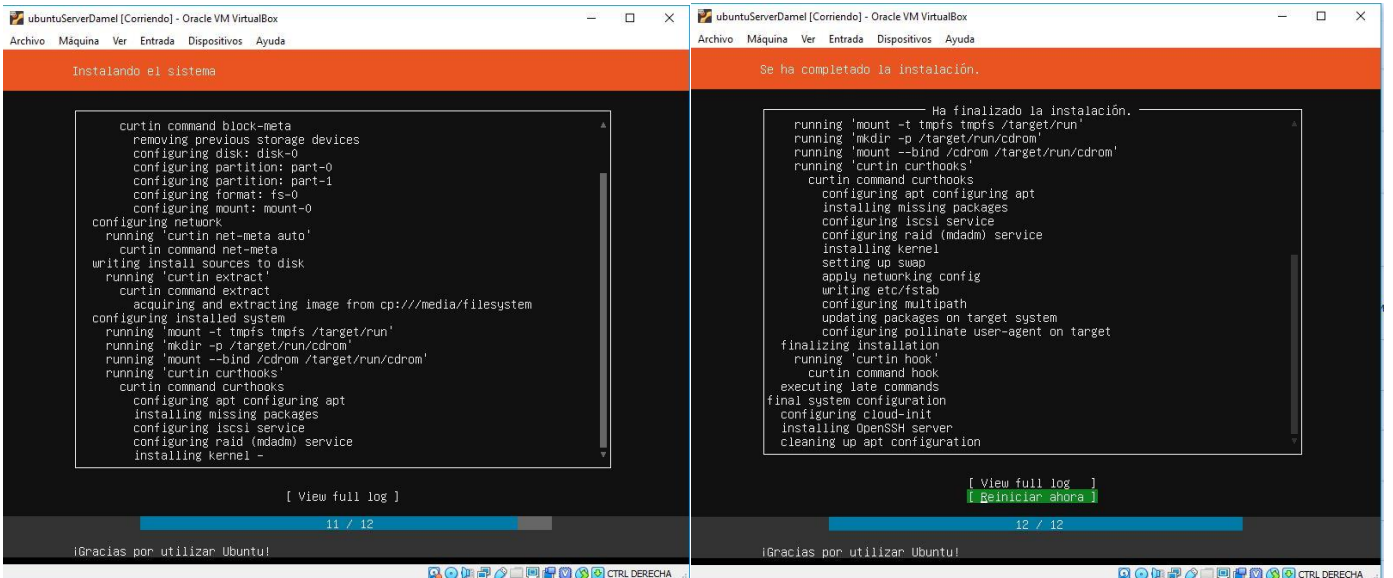 ubuntuServerDamel [Corriendo] - Oracle VM VirtualBox
Archivo Máquina Ver Entrada Dispositivos Ayuda
Instalando el sistema
curtin command block-meta
removing previous storage devices
configuring disk: disk-0
configuring partition: part-0
configuring partition: part-1
configuring format: fs-0
configuring mount: mount-0
configuring network
running 'curtin net-meta auto'
curtin command net-meta
writing install sources to disk
running 'curtin extract'
curtin command extract
acquiring and extracting image from cp:///media/filesystem
configuring installed system
running 'mount -t tmpfs tmpfs /target/run'
running 'mkdir -p /target/run/cdrom'
running 'mount --bind /cdrom /target/run/cdrom'
running 'curtin curthooks'
curtin command curthooks
configuring apt configuring apt
installing missing packages
configuring iscsi service
configuring raid (mdadm) service
installing kernel -
[ View full log ]
11 / 12
¡Gracias por utilizar Ubuntu!
CTRL DERECHA
ubuntuServerDamel [Corriendo] - Oracle VM VirtualBox
Archivo Máquina Ver Entrada Dispositivos Ayuda
Se ha completado la instalación.
Ha finalizado la instalación.
running 'mount -t tmpfs tmpfs /target/run'
running 'mkdir -p /target/run/cdrom'
running 'mount --bind /cdrom /target/run/cdrom'
running 'curtin curthooks'
curtin command curthooks
configuring apt configuring apt
installing missing packages
configuring iscsi service
configuring raid (mdadm) service
installing kernel
setting up swap
apply networking config
writing etc/fstab
configuring multipath
updating packages on target system
configuring pollinate user-agent on target
finalizing installation
running 'curtin hook'
curtin command hook
executing late commands
final system configuration
configuring cloud-init
installing OpenSSH server
cleaning up apt configuration
[ View full log ]
[ Reiniciar ahora ]
12 / 12
¡Gracias por utilizar Ubuntu!
CTRL DERECHA